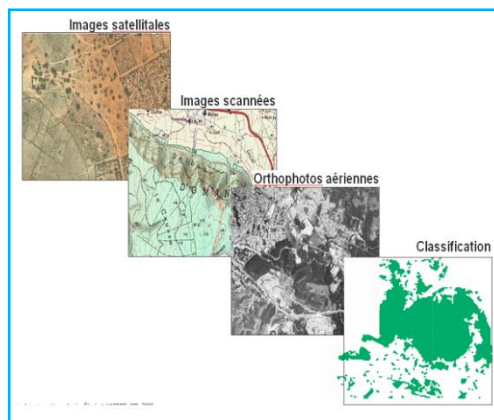 Images satellitales
Images scannées
Orthophotos aériennes
Classification